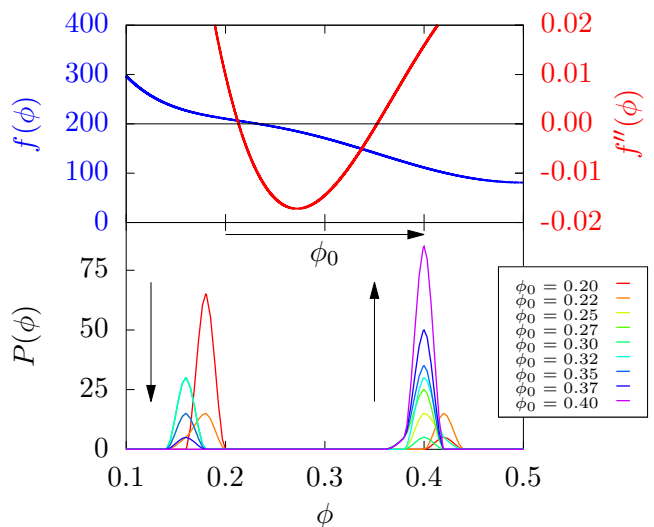 400
300
200
100
0
f(ϕ)
0.02
0.01
0.00
-0.01
-0.02
f''(ϕ)
ϕ₀
75
50
25
0
P(ϕ)
ϕ₀ = 0.20
ϕ₀ = 0.22
ϕ₀ = 0.25
ϕ₀ = 0.27
ϕ₀ = 0.30
ϕ₀ = 0.32
ϕ₀ = 0.35
ϕ₀ = 0.37
ϕ₀ = 0.40
0.1 0.2 0.3 0.4 0.5
ϕ